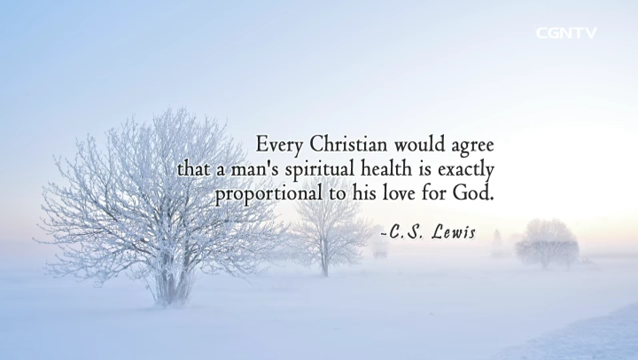 CGNTV
Every Christian would agree
that a man's spiritual health is exactly
proportional to his love for God.
-C.S. Lewis